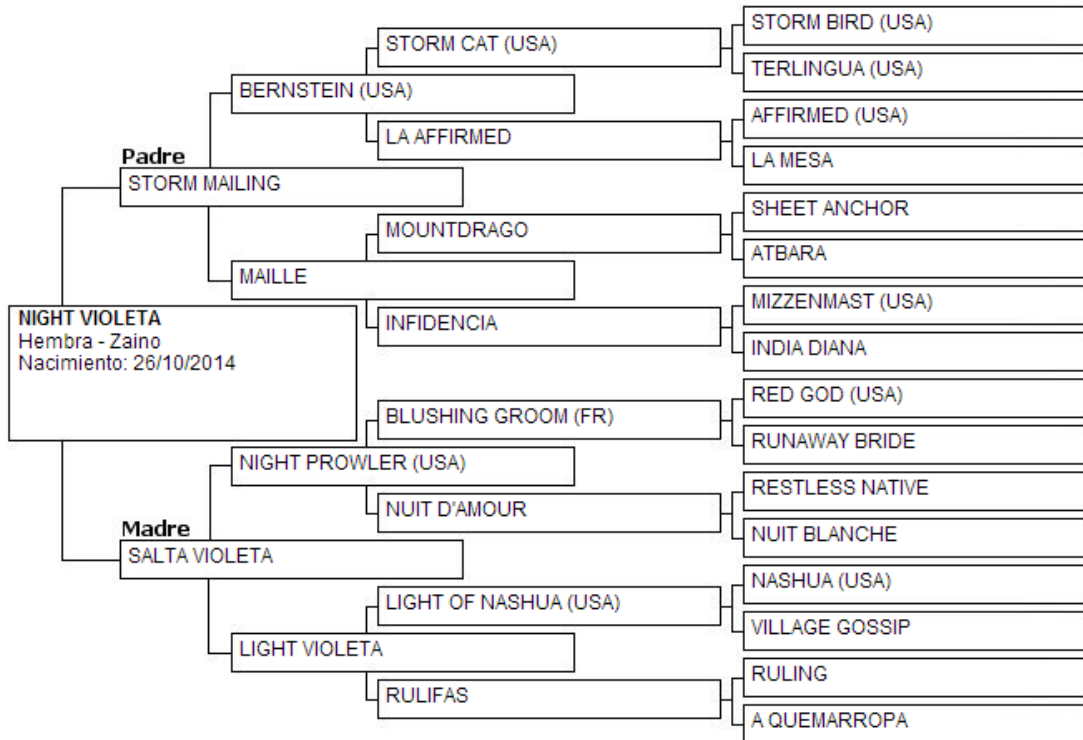 STORM BIRD (USA)
STORM CAT (USA)
TERLINGUA (USA)
BERNSTEIN (USA)
AFFIRMED (USA)
LA AFFIRMED
LA MESA
Padre
STORM MAILING
SHEET ANCHOR
MOUNTDRAGO
ATBARA
MAILLE
MIZZENMAST (USA)
INFIDENCIA
INDIA DIANA
NIGHT VIOLETA
Hembra - Zaino
Nacimiento: 26/10/2014
RED GOD (USA)
BLUSHING GROOM (FR)
RUNAWAY BRIDE
NIGHT PROWLER (USA)
RESTLESS NATIVE
NUIT D'AMOUR
NUIT BLANCHE
Madre
SALTA VIOLETA
NASHUA (USA)
LIGHT OF NASHUA (USA)
VILLAGE GOSSIP
LIGHT VIOLETA
RULING
RULIFAS
A QUEMARROPA